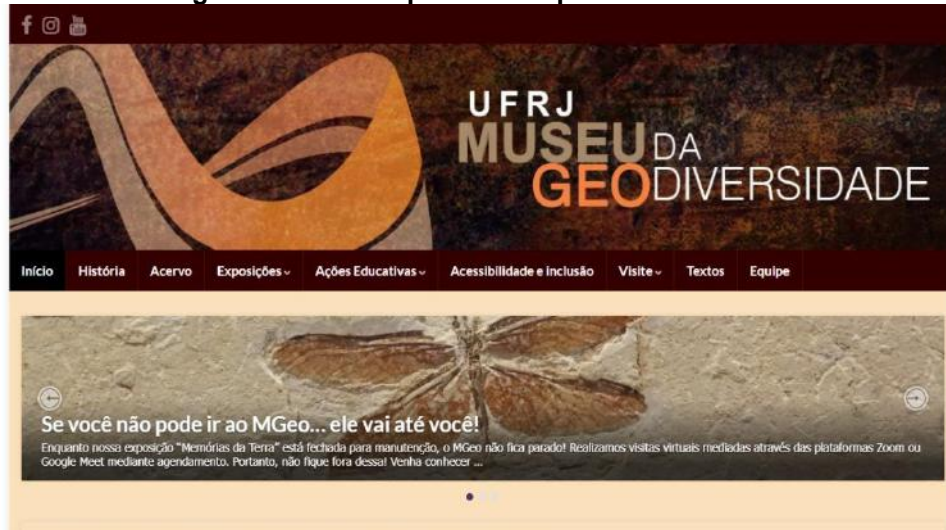 UFRJ
MUSEU DA
GEODIVERSIDADE
Início História Acervo Exposições Ações Educativas Acessibilidade e inclusão Visite Textos Equipe
Se você não pode ir ao MGeo... ele vai até você!
Enquanto nossa exposição "Memórias da Terra" está fechada para manutenção, o MGeo não fica parado! Realizamos visitas virtuais mediadas através das plataformas Zoom ou
Google Meet mediante agendamento. Portanto, não fique fora dessa! Venha conhecer ...